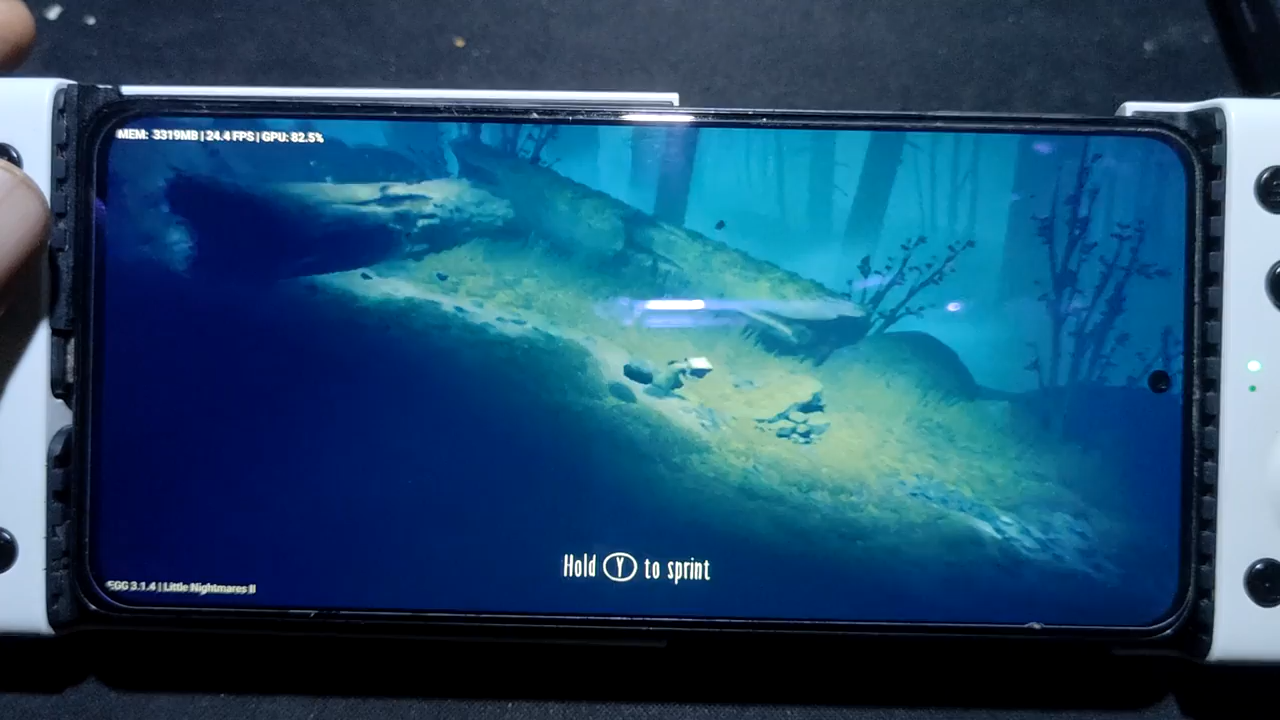 MEM: 3319MB | 24.4 FPS | GPU: 82.5%
Hold Y to sprint
EGG 3.1.4 | Little Nightmares II